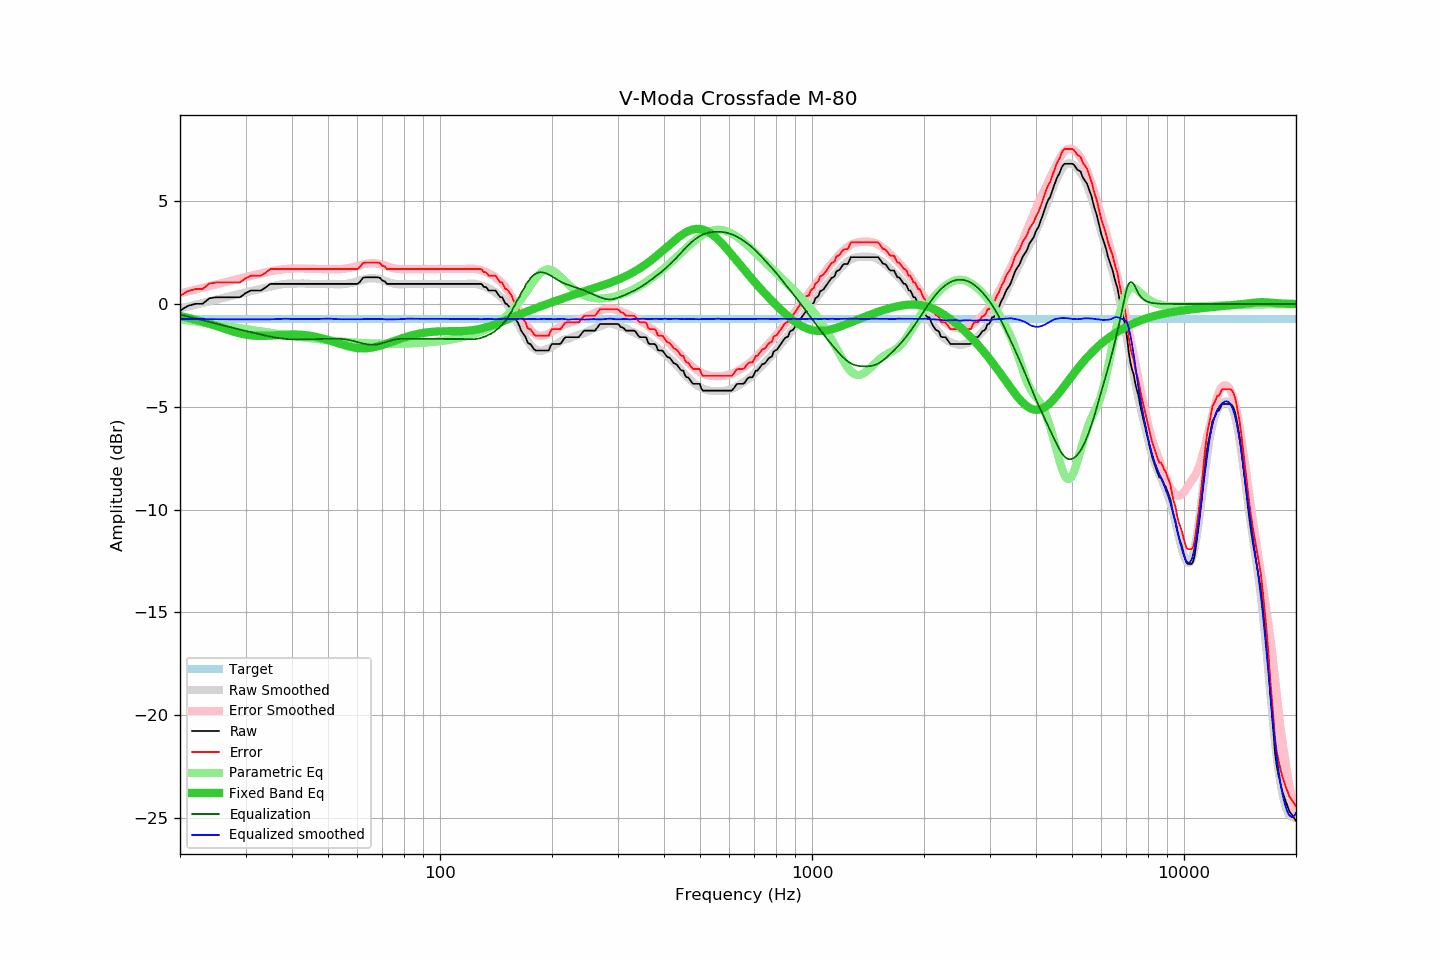 V-Moda Crossfade M-80
5
0
−5
−10
−15
−20
−25
Amplitude (dBr)
Target
Raw Smoothed
Error Smoothed
Raw
Error
Parametric Eq
Fixed Band Eq
Equalization
Equalized smoothed
100
1000
10000
Frequency (Hz)